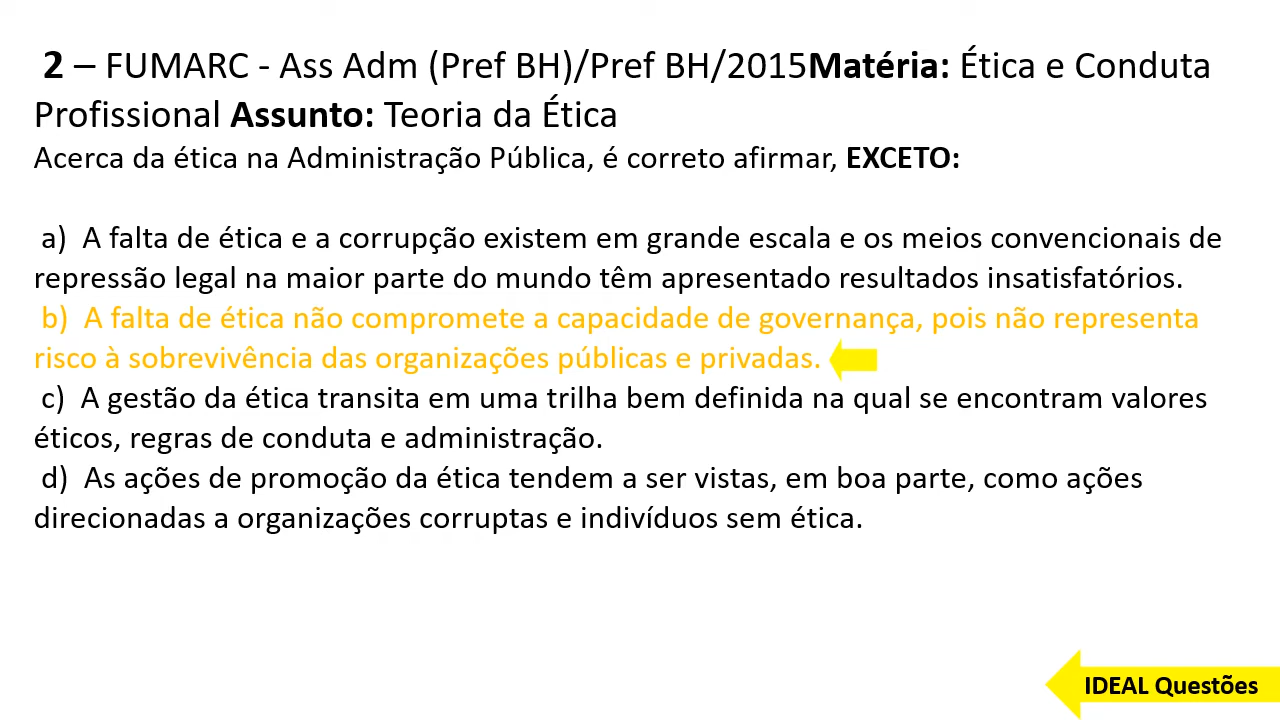 2 – FUMARC - Ass Adm (Pref BH)/Pref BH/2015Matéria: Ética e Conduta
Profissional Assunto: Teoria da Ética
Acerca da ética na Administração Pública, é correto afirmar, EXCETO:
a) A falta de ética e a corrupção existem em grande escala e os meios convencionais de
repressão legal na maior parte do mundo têm apresentado resultados insatisfatórios.
b) A falta de ética não compromete a capacidade de governança, pois não representa
risco à sobrevivência das organizações públicas e privadas.
c) A gestão da ética transita em uma trilha bem definida na qual se encontram valores
éticos, regras de conduta e administração.
d) As ações de promoção da ética tendem a ser vistas, em boa parte, como ações
direcionadas a organizações corruptas e indivíduos sem ética.
IDEAL Questões